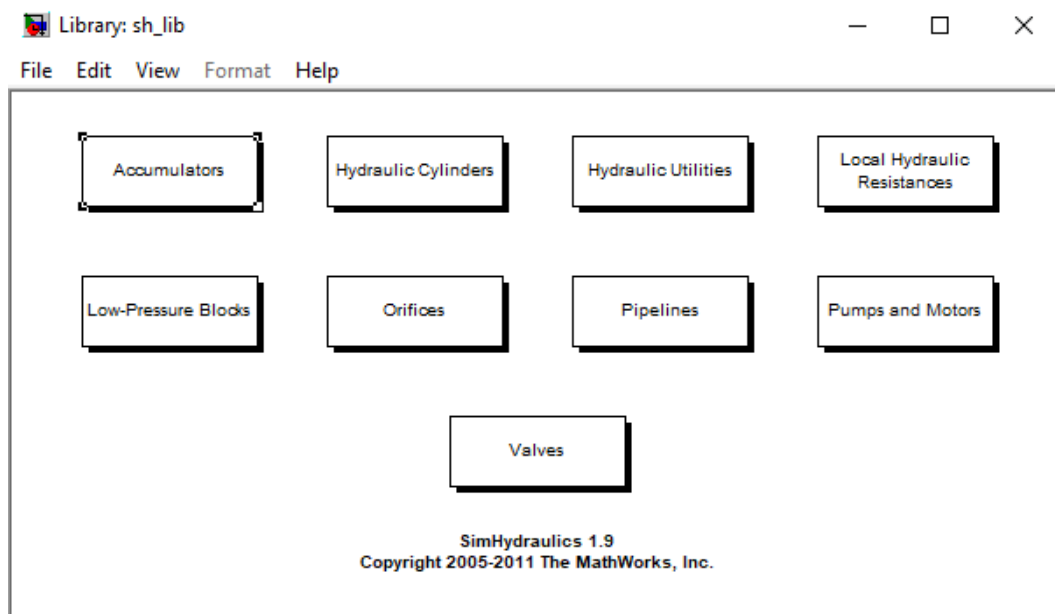 Library: sh_lib
File Edit View Format Help
Accumulators
Hydraulic Cylinders
Hydraulic Utilities
Local Hydraulic
Resistances
Low-Pressure Blocks
Orifices
Pipelines
Pumps and Motors
Valves
SimHydraulics 1.9
Copyright 2005-2011 The MathWorks, Inc.